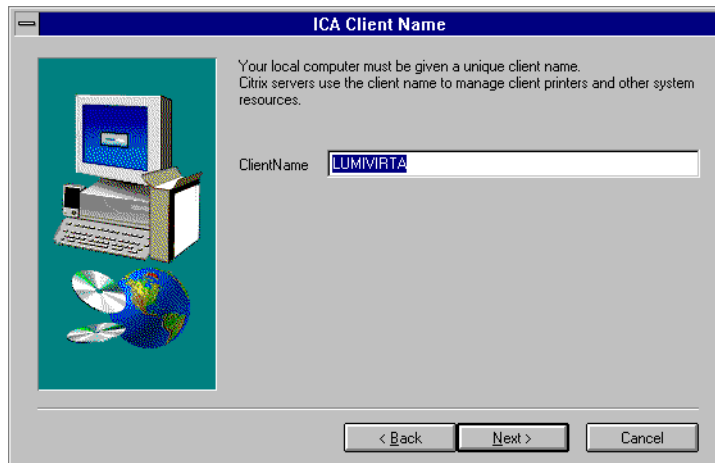 ICA Client Name
Your local computer must be given a unique client name.
Citrix servers use the client name to manage client printers and other system
resources.
ClientName LUMIVIRTA
< Back Next > Cancel